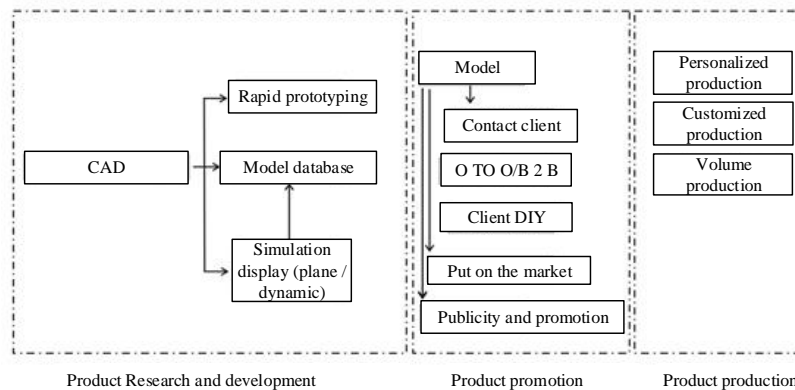 Rapid prototyping
CAD
Model database
Simulation
display (plane /
dynamic)
Model
Contact client
O TO O/B 2 B
Client DIY
Put on the market
Publicity and promotion
Personalized
production
Customized
production
Volume
production
Product Research and development
Product promotion
Product production